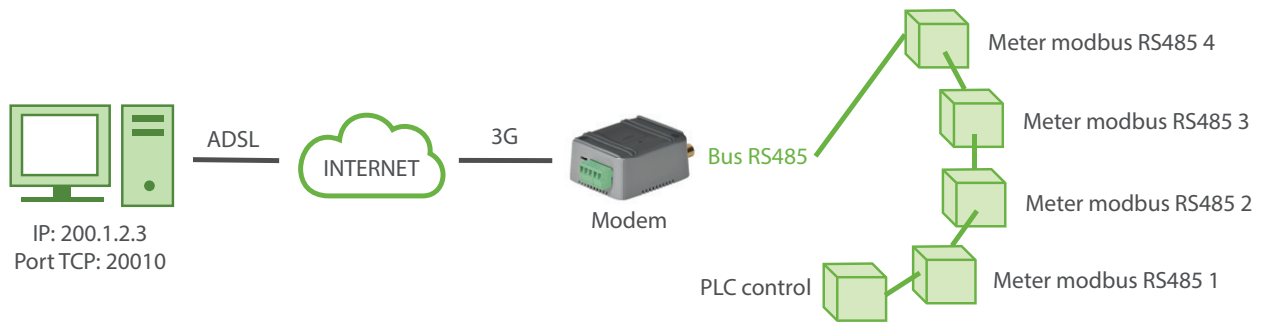 ADSL
INTERNET
3G
Bus RS485
Modem
IP: 200.1.2.3
Port TCP: 20010
Meter modbus RS485 4
Meter modbus RS485 3
Meter modbus RS485 2
Meter modbus RS485 1
PLC control